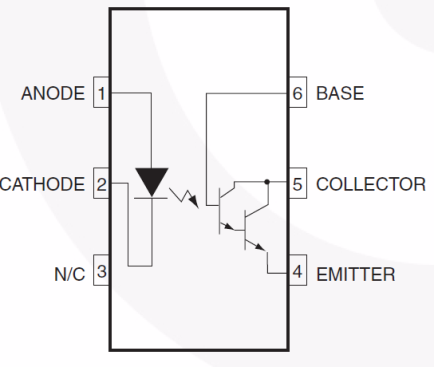 ANODE 1
6 BASE
CATHODE 2
5 COLLECTOR
N/C 3
4 EMITTER